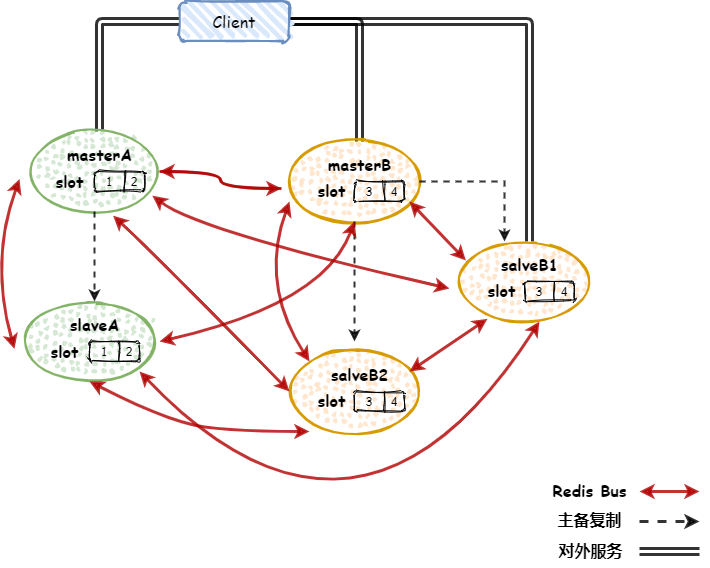 Client
masterA
slot 1 2
masterB
slot 3 4
salveB1
slot 3 4
slaveA
slot 1 2
salveB2
slot 3 4
Redis Bus
主备复制
对外服务